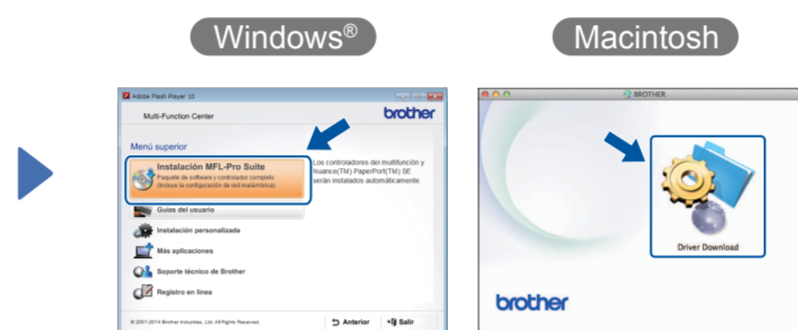 Windows®
Macintosh
Adobe Flash Player 10
Multi-Function Center
brother
Menú superior
Instalación MFL-Pro Suite
Paquete de software y controlador completo
(Incluye la configuración de red inalámbrica)
Los controladores del multifunción y
Nuance(TM) PaperPort(TM) SE
serán instalados automáticamente.
Guías del usuario
Instalación personalizada
Más aplicaciones
Soporte técnico de Brother
Registro en línea
© 2001-2014 Brother Industries, Ltd. All Rights Reserved.
Anterior
Salir
BROTHER
Driver Download
brother